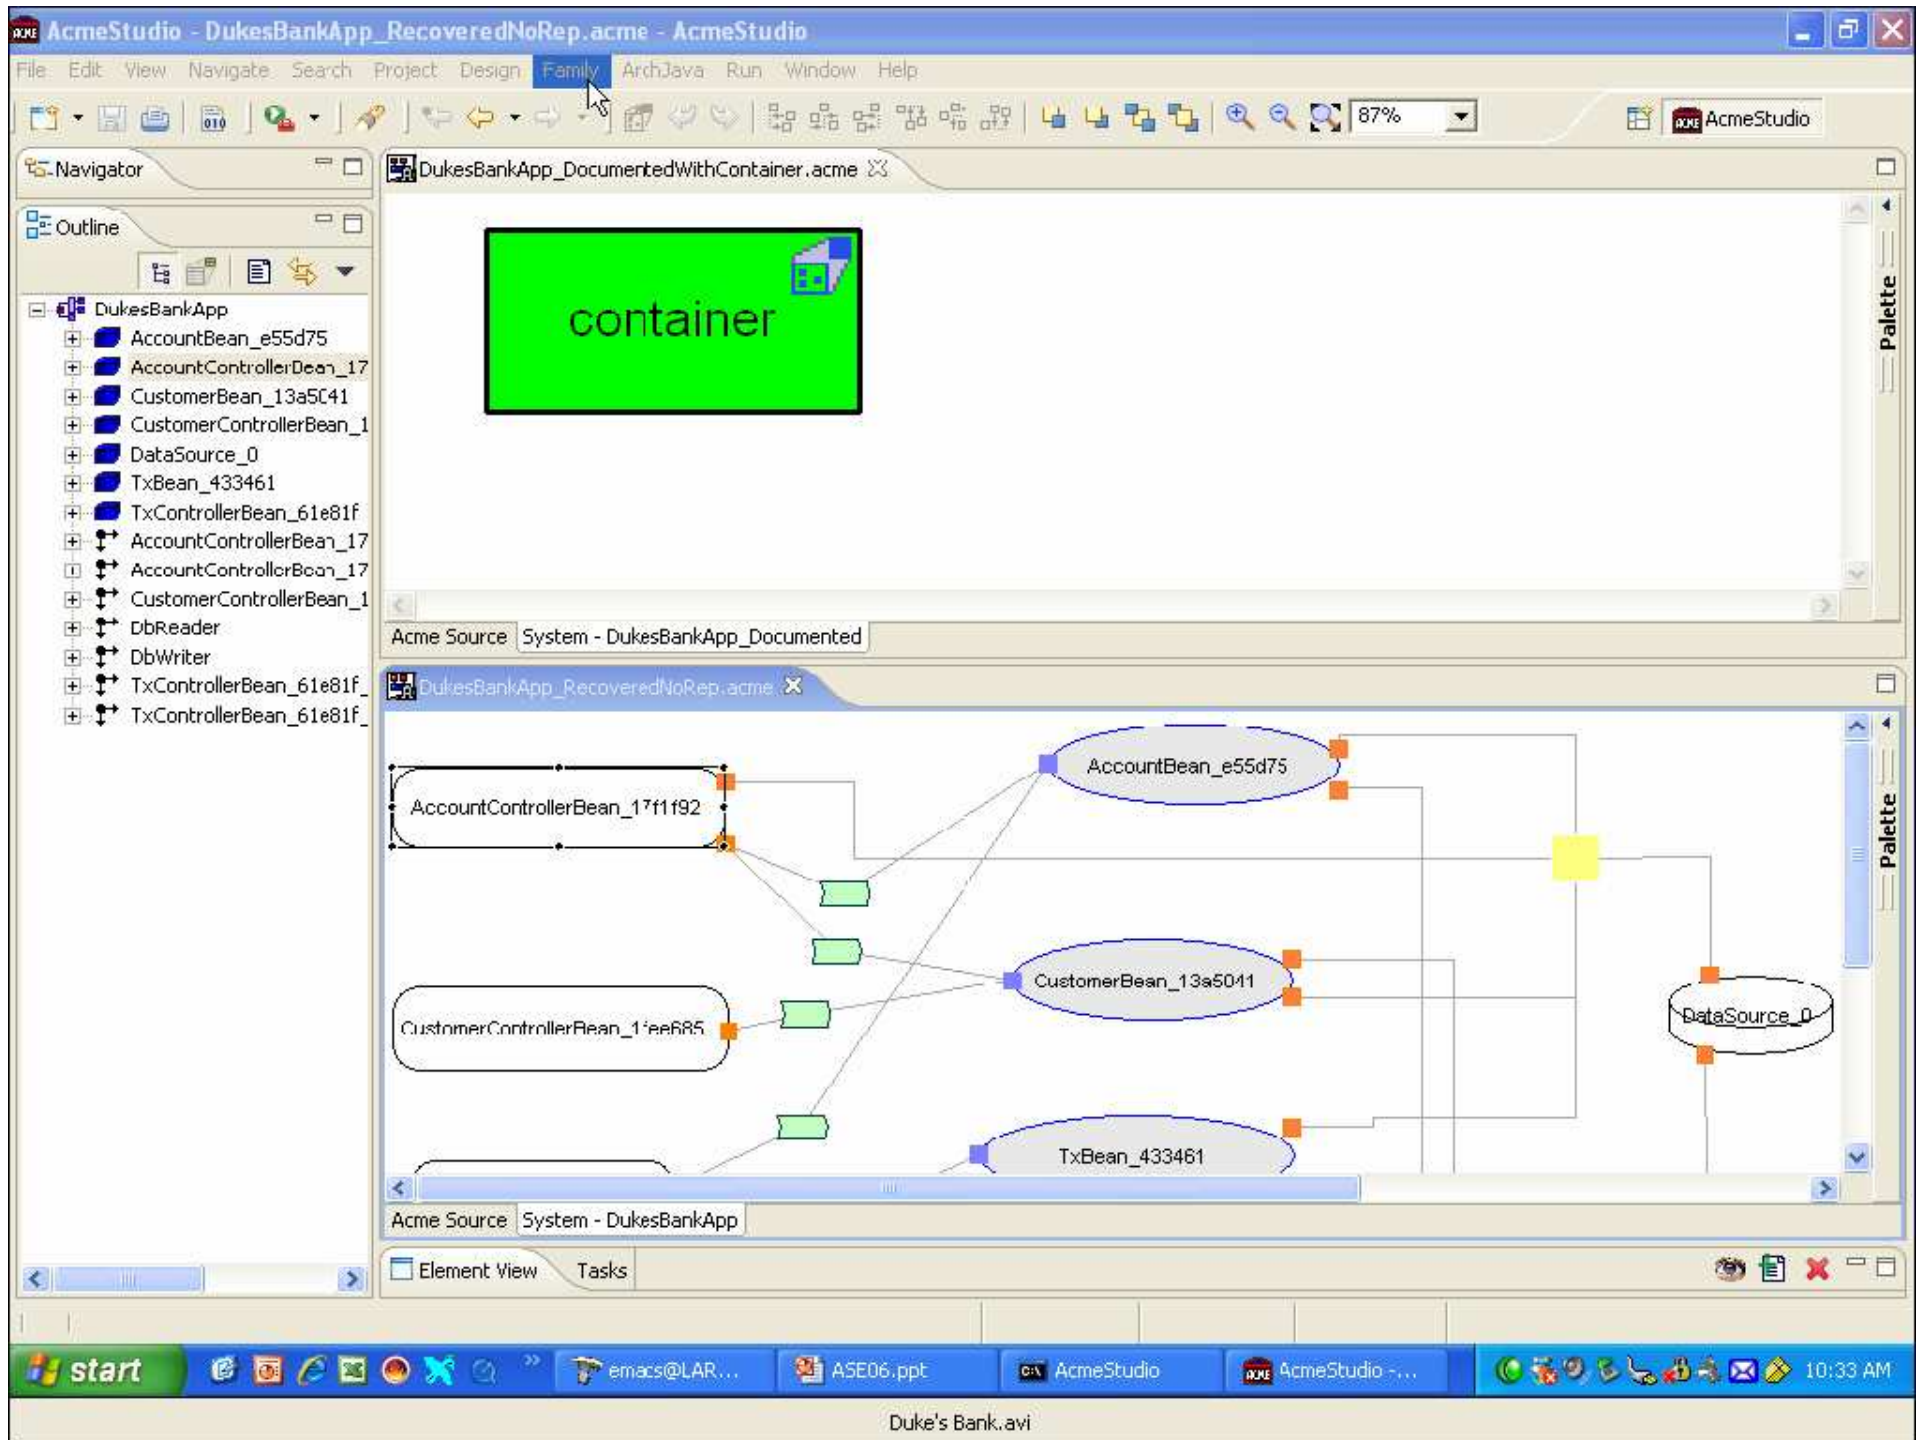 AcmeStudio - DukesBankApp_RecoveredNoRep.acme - AcmeStudio
File Edit View Navigate Search Project Design Family ArchJava Run Window Help
010
87%
ACME AcmeStudio
Navigator
DukesBankApp_DocumentedWithContainer.acme
Outline
container
Palette
DukesBankApp
AccountBean_e55d75
AccountControllerBean_17
CustomerBean_13a5041
CustomerControllerBean_1
DataSource_0
TxBean_433461
TxControllerBean_61e81f
AccountControllerBean_17
AccountControllerBean_17
CustomerControllerBean_1
DbReader
DbWriter
TxControllerBean_61e81f_
TxControllerBean_61e81f_
Acme Source System - DukesBankApp_Documented
DukesBankApp_RecoveredNoRep.acme
AccountBean_e55d75
AccountControllerBean_17f1f92
Palette
CustomerBean_13a5041
DataSource_0
CustomerControllerBean_1fee685
TxBean_433461
Acme Source System - DukesBankApp
Element View Tasks
start
emacs@LAR...
ASE06.ppt
AcmeStudio
AcmeStudio -...
10:33 AM
Duke's Bank.avi